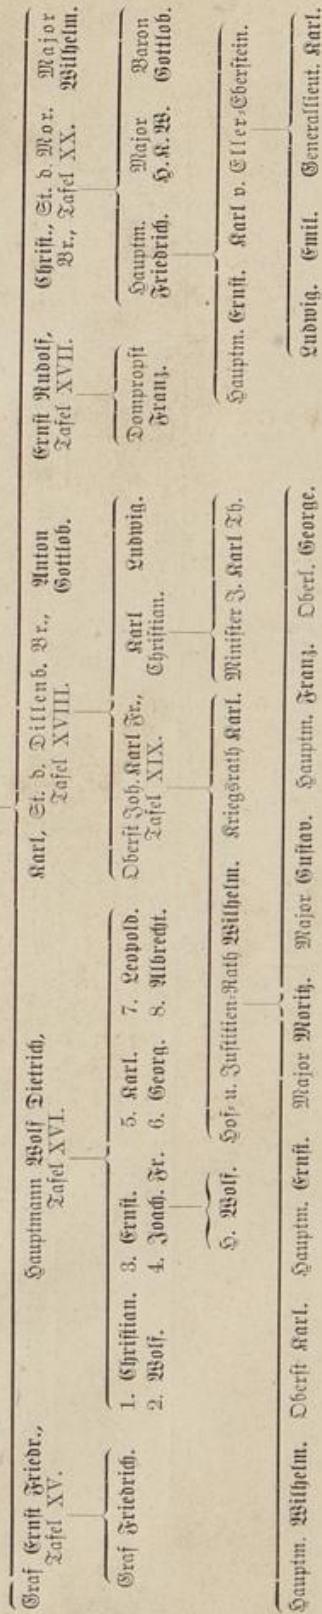 Graf Ernst Friedr., Tafel XV.
Hauptmann Wolf Dietrich, Tafel XVI.
Karl, St. d. Dillenb. Br., Tafel XVIII.
Anton Gottlob.
Ernst Rudolf, Tafel XVII.
Christ., St. d. Mor. Br., Tafel XX.
Major Wilhelm.
Graf Friedrich.
1. Christian. 3. Ernst. 5. Karl. 7. Leopold.
2. Wolf. 4. Joach. Fr. 6. Georg. 8. Albrecht.
Oberst Joh. Karl Fr., Tafel XIX.
Karl Christian.
Ludwig.
Dompropst Franz.
Hauptm. Friedrich.
Major H. K. W.
Baron Gottlob.
H. Wolf. Hof- u. Justitien-Rath Wilhelm. Kriegsrath Karl. Minister J. Karl Th.
Hauptm. Ernst. Karl v. Eller-Eberstein.
Hauptm. Wilhelm. Oberst Karl. Hauptm. Ernst. Major Moritz. Major Gustav. Hauptm. Franz. Oberl. George.
Ludwig. Emil. Generallieut. Karl.